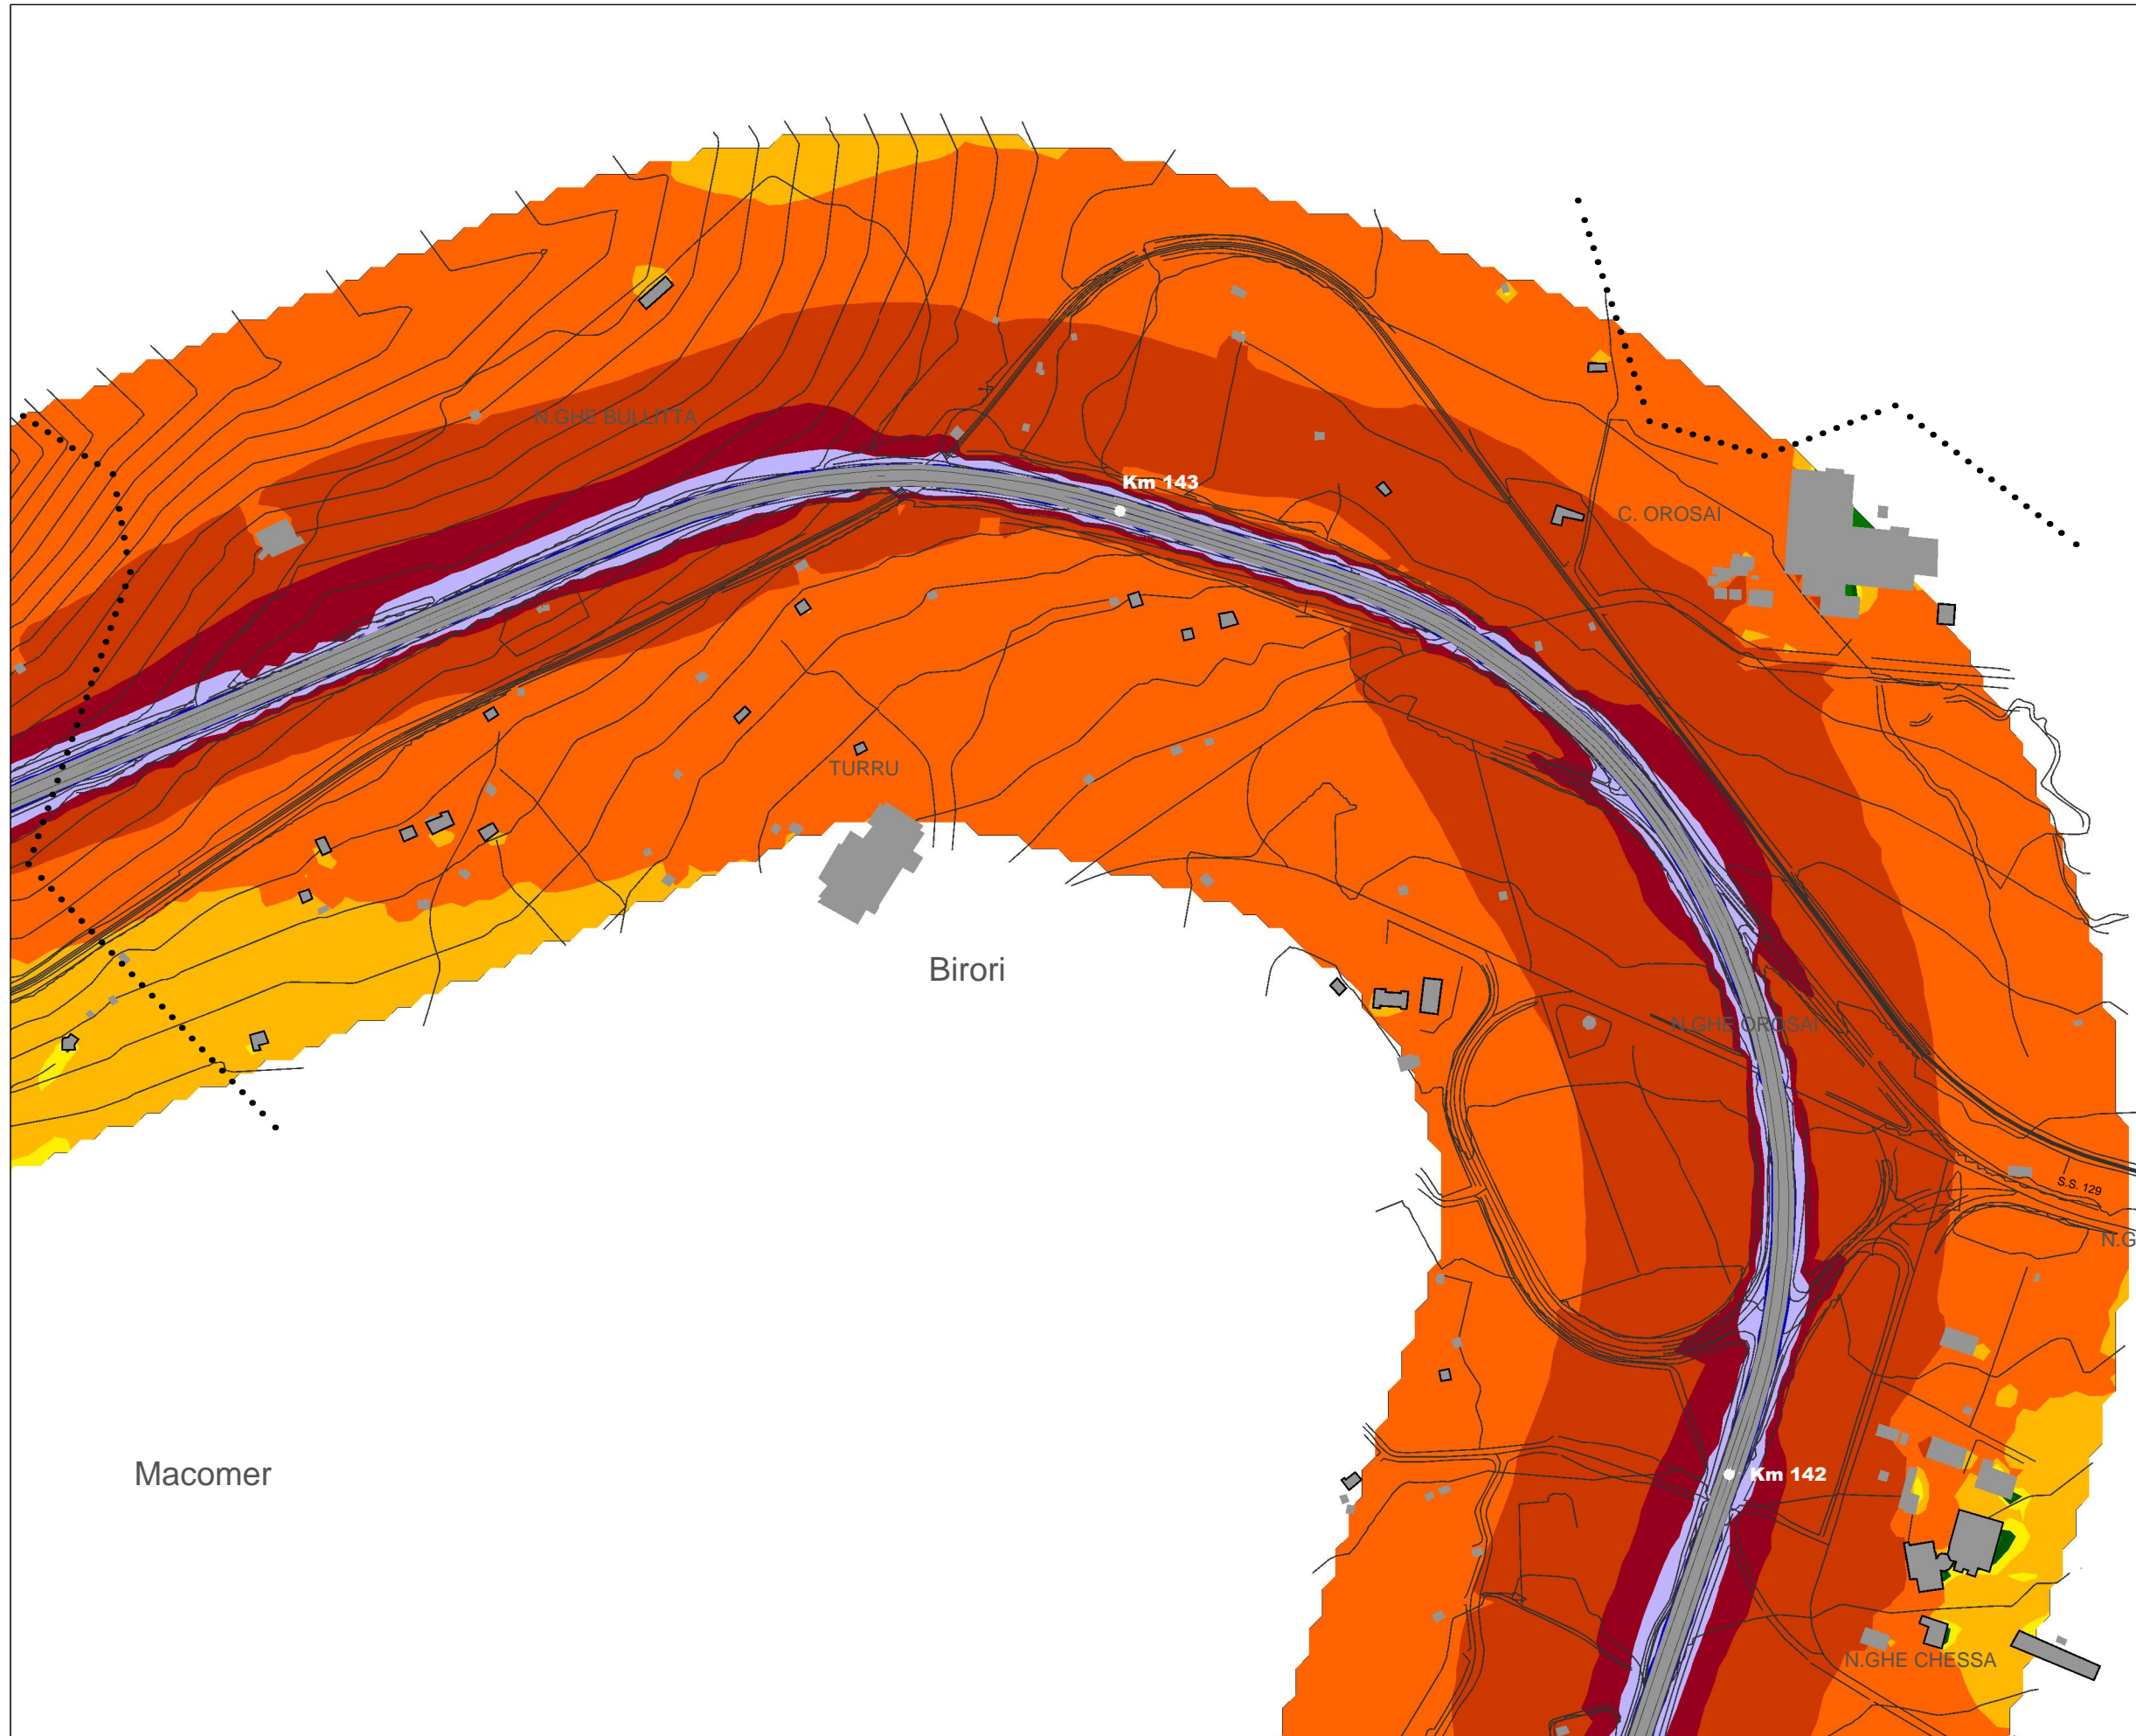 N.GHE BULLITTA
Km 143
C. OROSAI
TURRU
Birori
N.GHE OROSAI
S.S. 129
N.G
Macomer
Km 142
N.GHE CHESSA